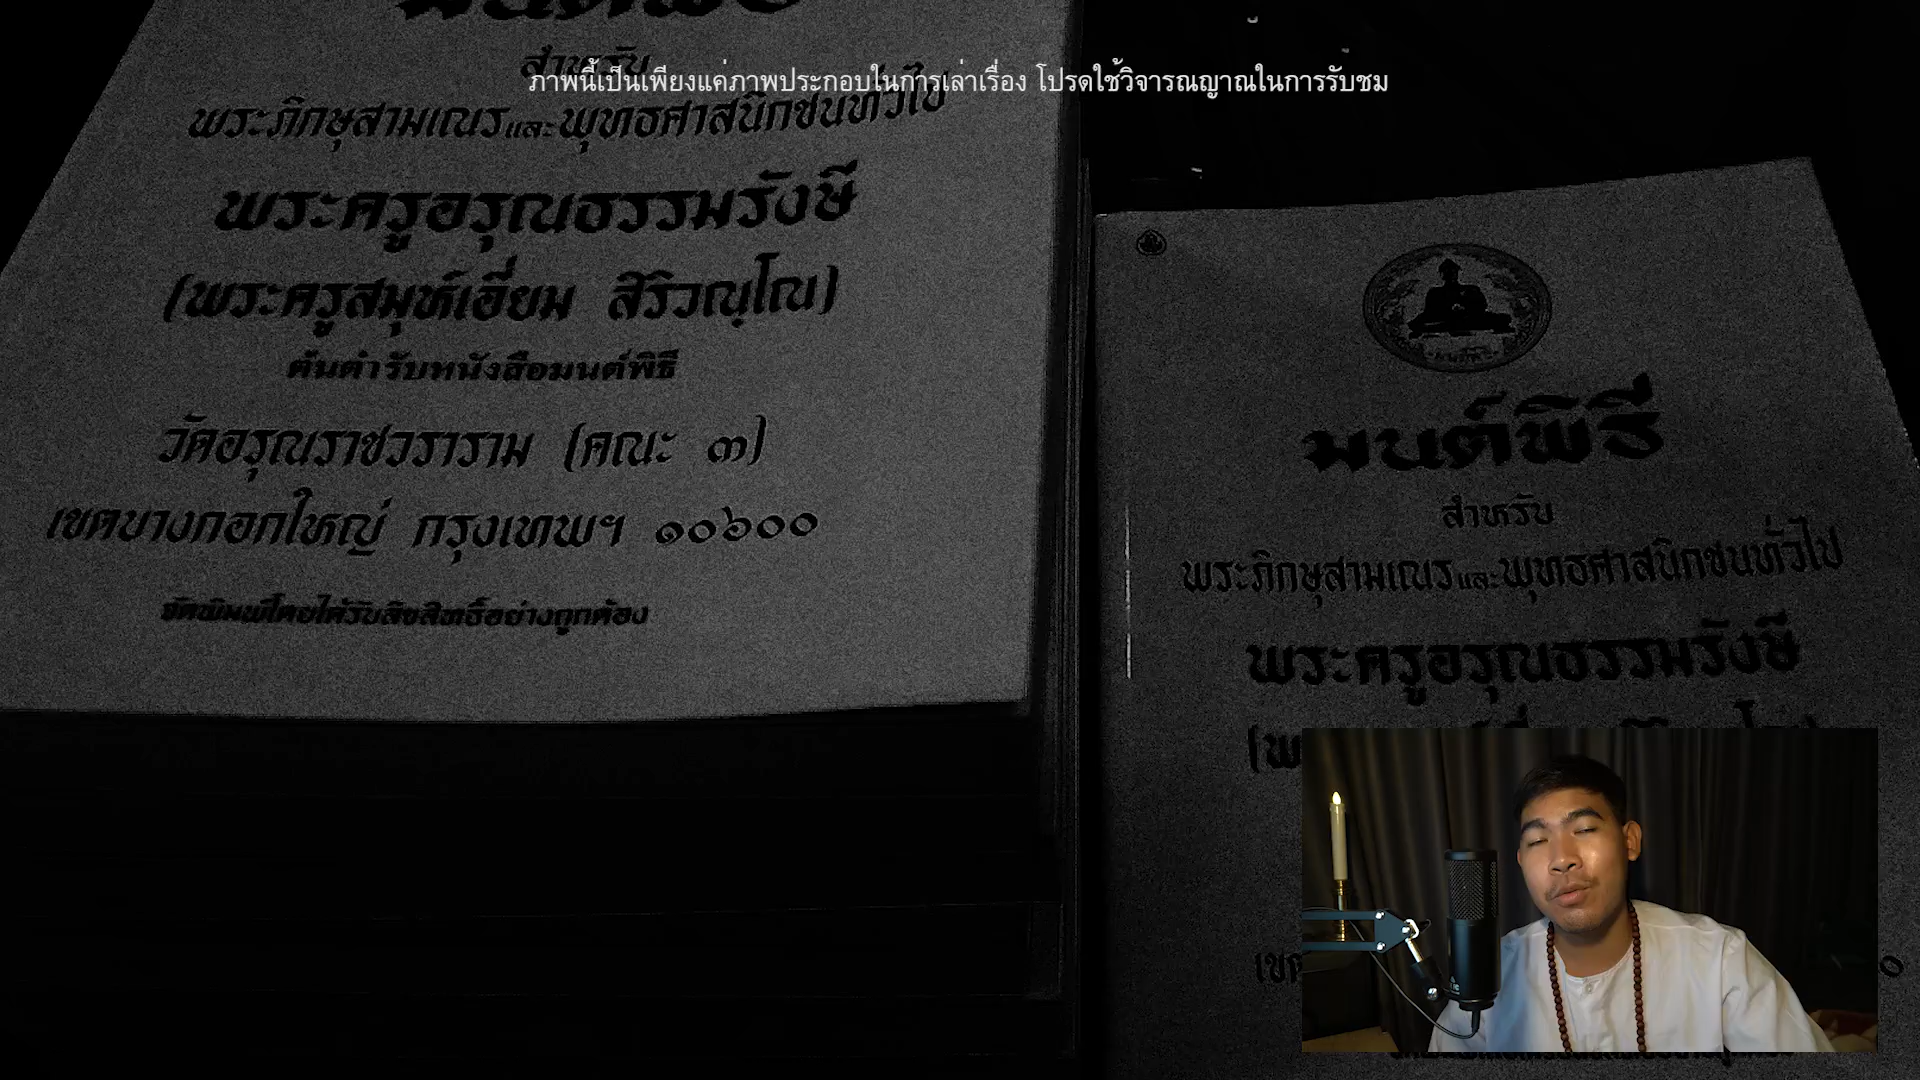 ภาพนี้เป็นเพียงแค่ภาพประกอบในการเล่าเรื่อง โปรดใช้วิจารณญาณในการรับชม
มนต์พิธี
สำหรับ
พระภิกษุสามเณรและพุทธศาสนิกชนทั่วไป
พระครูอรุณธรรมรังษี
(พระครูสมุห์เอี่ยม สิริวณฺโณ)
ต้นตำรับหนังสือมนต์พิธี
วัดอรุณราชวราราม (คณะ ๓)
เขตบางกอกใหญ่ กรุงเทพฯ ๑๐๖๐๐
จัดพิมพ์โดยได้รับลิขสิทธิ์อย่างถูกต้อง
มนต์พิธี
สำหรับ
พระภิกษุสามเณรและพุทธศาสนิกชนทั่วไป
พระครูอรุณธรรมรังษี